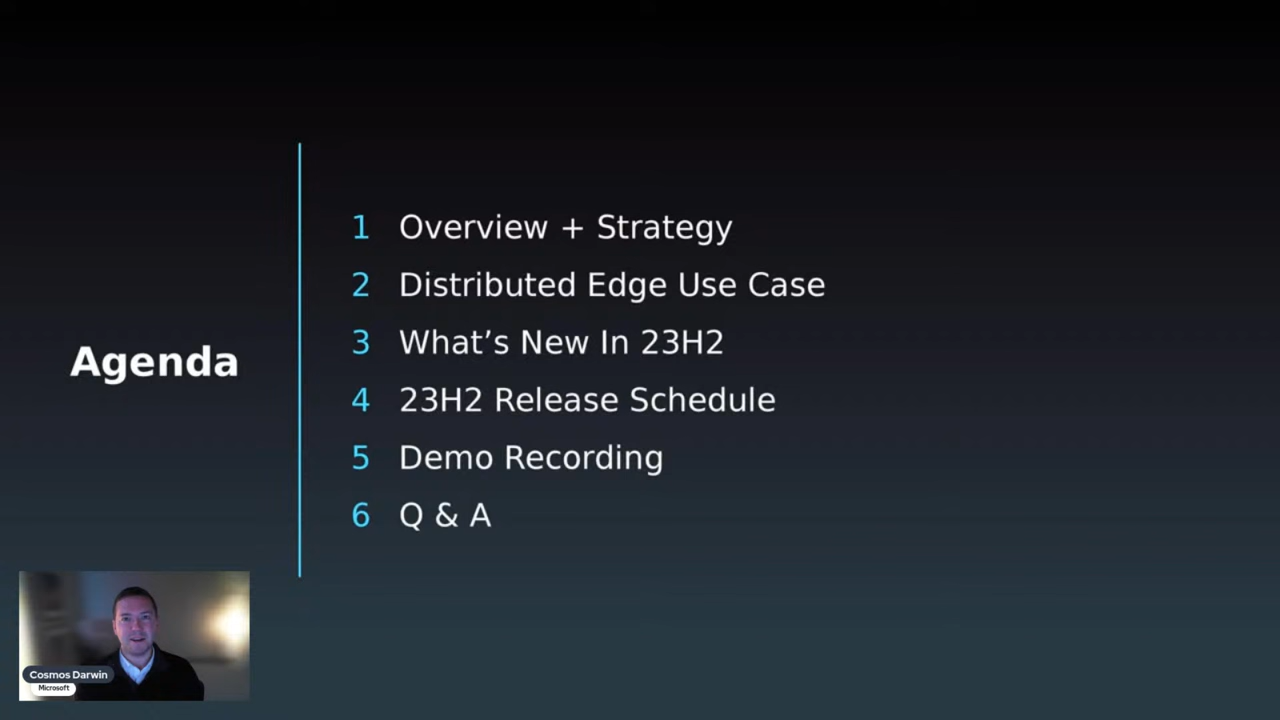 Agenda
1 Overview + Strategy
2 Distributed Edge Use Case
3 What’s New In 23H2
4 23H2 Release Schedule
5 Demo Recording
6 Q & A
Cosmos Darwin
Microsoft